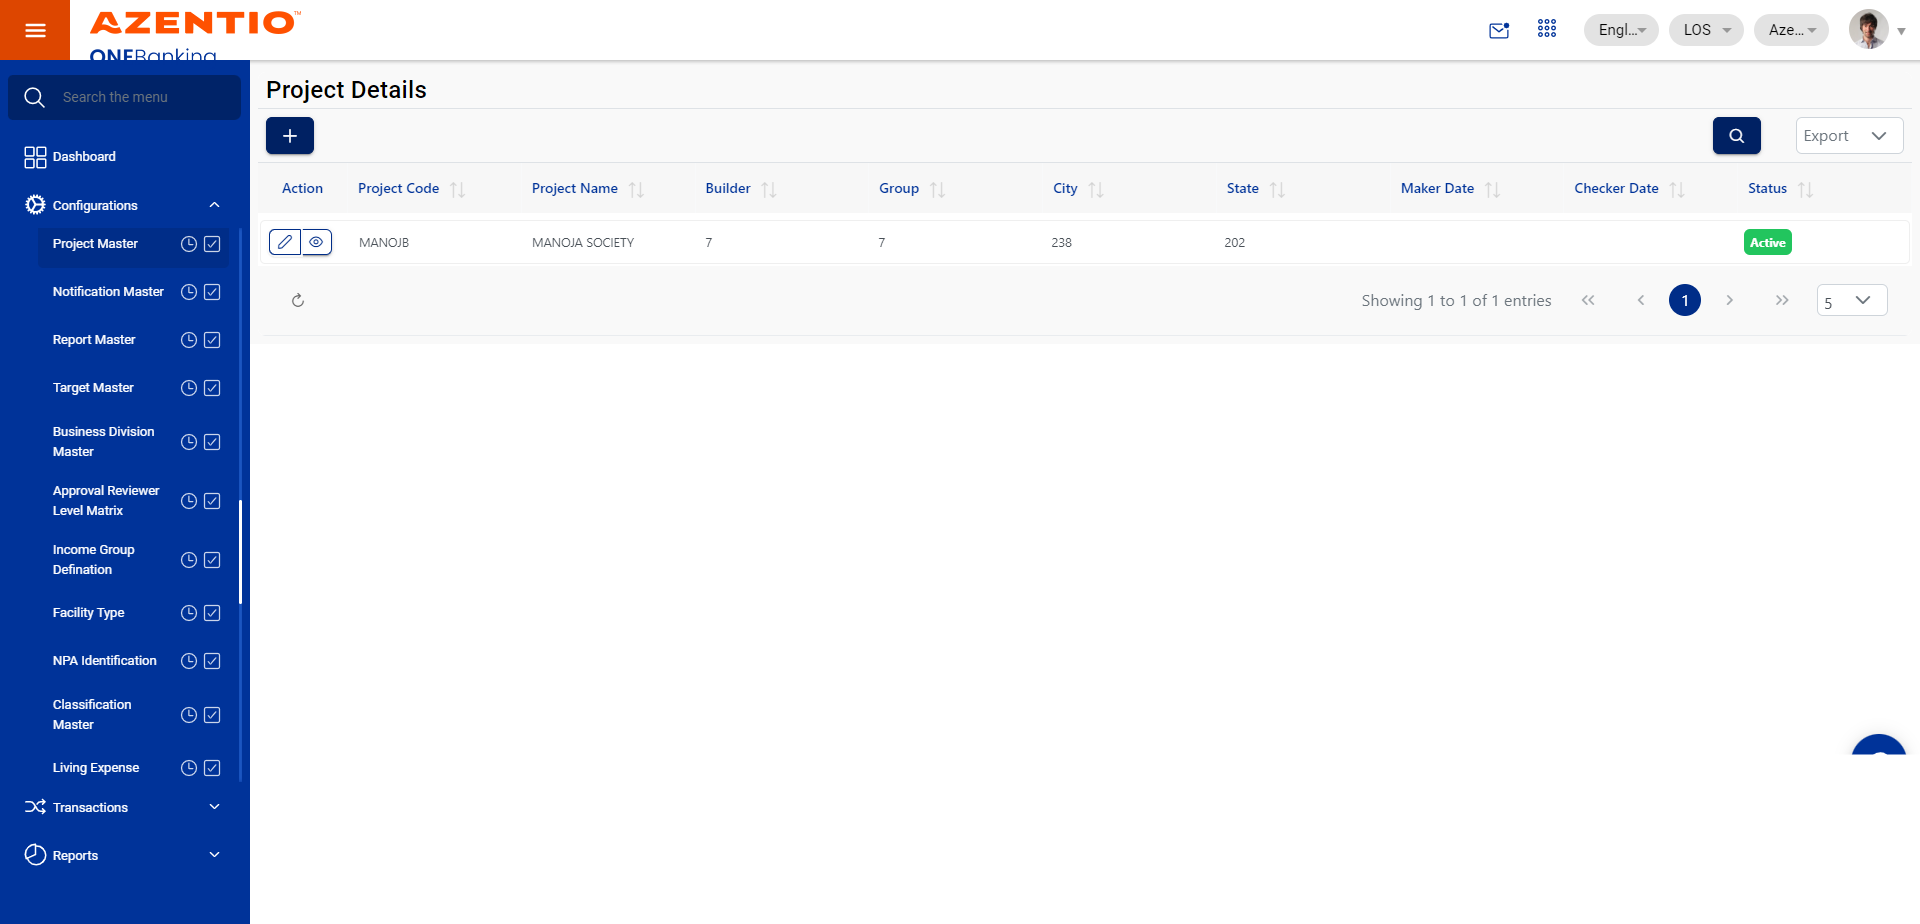 AZENTIO™
ONEBanking
Engl...
LOS
Aze...
Search the menu
Dashboard
Configurations
Project Master
Notification Master
Report Master
Target Master
Business Division
Master
Approval Reviewer
Level Matrix
Income Group
Defination
Facility Type
NPA Identification
Classification
Master
Living Expense
Transactions
Reports
Project Details
Export
Action Project Code Project Name Builder Group City State Maker Date Checker Date Status
MANOJB MANOJA SOCIETY 7 7 238 202 Active
Showing 1 to 1 of 1 entries 1 5